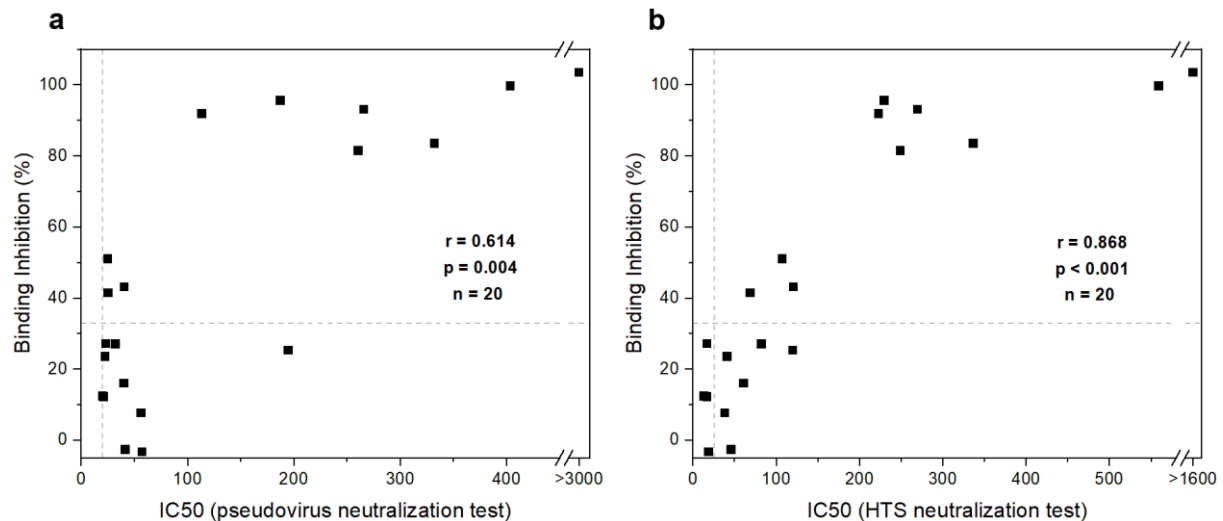 a
100
80
60
40
20
0
Binding Inhibition (%)
r = 0.614
p = 0.004
n = 20
0
100
200
300
400
>3000
IC50 (pseudovirus neutralization test)
b
100
80
60
40
20
0
Binding Inhibition (%)
r = 0.868
p < 0.001
n = 20
0
100
200
300
400
500
>1600
IC50 (HTS neutralization test)